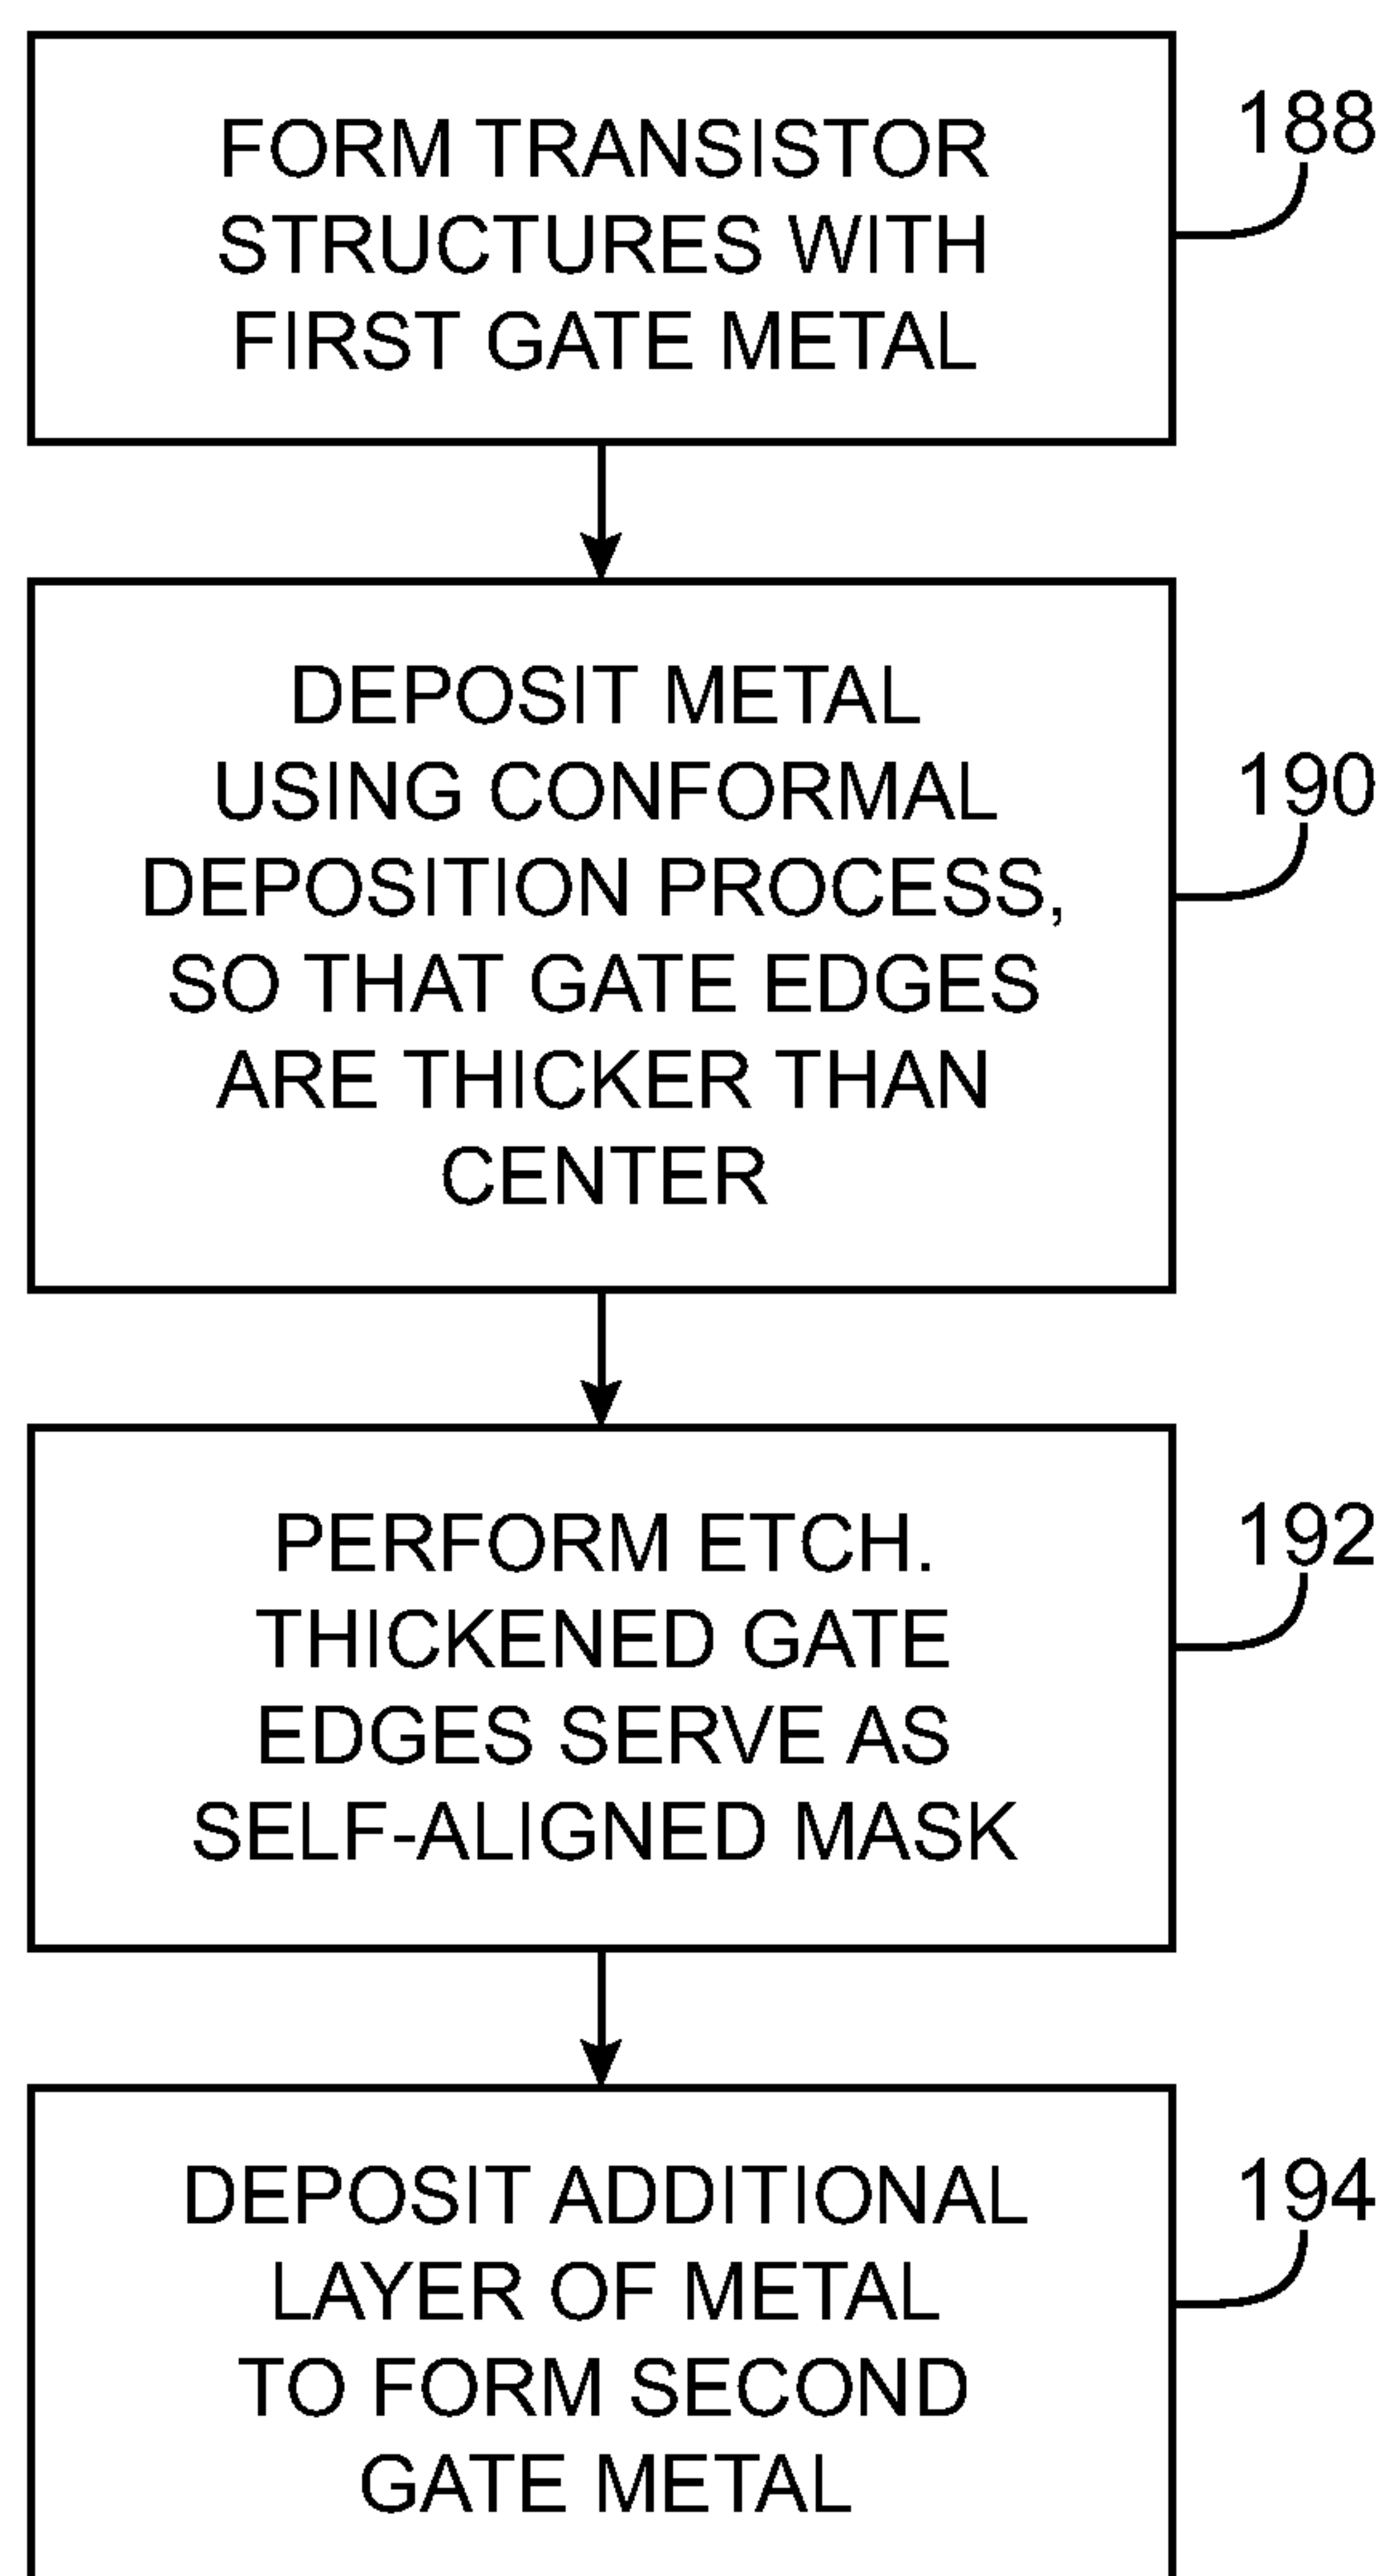 FORM TRANSISTOR
STRUCTURES WITH
FIRST GATE METAL
188
DEPOSIT METAL
USING CONFORMAL
DEPOSITION PROCESS,
SO THAT GATE EDGES
ARE THICKER THAN
CENTER
190
PERFORM ETCH.
THICKENED GATE
EDGES SERVE AS
SELF-ALIGNED MASK
192
DEPOSIT ADDITIONAL
LAYER OF METAL
TO FORM SECOND
GATE METAL
194